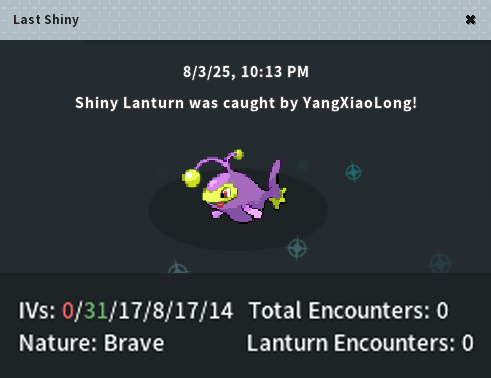 Last Shiny
8/3/25, 10:13 PM
Shiny Lanturn was caught by YangXiaoLong!
IVs: 0/31/17/8/17/14 Total Encounters: 0
Nature: Brave Lanturn Encounters: 0